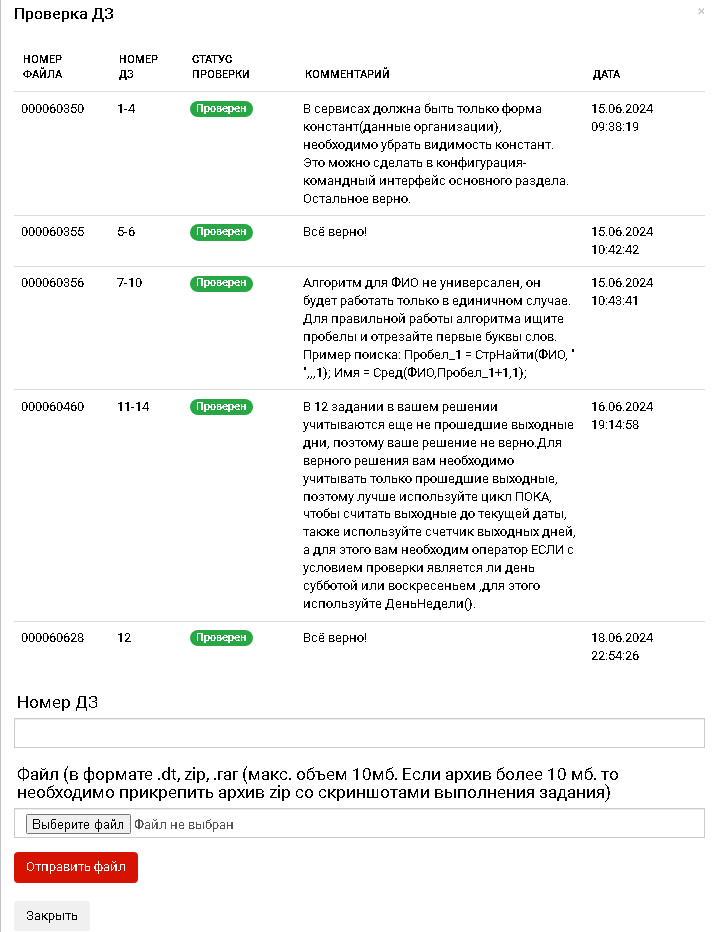 Проверка ДЗ
×
НОМЕР ФАЙЛА
НОМЕР ДЗ
СТАТУС ПРОВЕРКИ
КОММЕНТАРИЙ
ДАТА
000060350
1-4
Проверен
В сервисах должна быть только форма
констант(данные организации),
необходимо убрать видимость констант.
Это можно сделать в конфигурация-
командный интерфейс основного раздела.
Остальное верно.
15.06.2024
09:38:19
000060355
5-6
Проверен
Всё верно!
15.06.2024
10:42:42
000060356
7-10
Проверен
Алгоритм для ФИО не универсален, он
будет работать только в единичном случае.
Для правильной работы алгоритма ищите
пробелы и отрезайте первые буквы слов.
Пример поиска: Пробел_1 = СтрНайти(ФИО, "
",,,1); Имя = Сред(ФИО,Пробел_1+1,1);
15.06.2024
10:43:41
000060460
11-14
Проверен
В 12 задании в вашем решении
учитываются еще не прошедшие выходные
дни, поэтому ваше решение не верно.Для
верного решения вам необходимо
учитывать только прошедшие выходные,
поэтому лучше используйте цикл ПОКА,
чтобы считать выходные до текущей даты,
также используйте счетчик выходных дней,
а для этого вам необходим оператор ЕСЛИ с
условием проверки является ли день
субботой или воскресеньем ,для этого
используйте ДеньНедели().
16.06.2024
19:14:58
000060628
12
Проверен
Всё верно!
18.06.2024
22:54:26
Номер ДЗ
Файл (в формате .dt, zip, .rar (макс. объем 10мб. Если архив более 10 мб. то
необходимо прикрепить архив zip со скриншотами выполнения задания)
Выберите файл Файл не выбран
Отправить файл
Закрыть